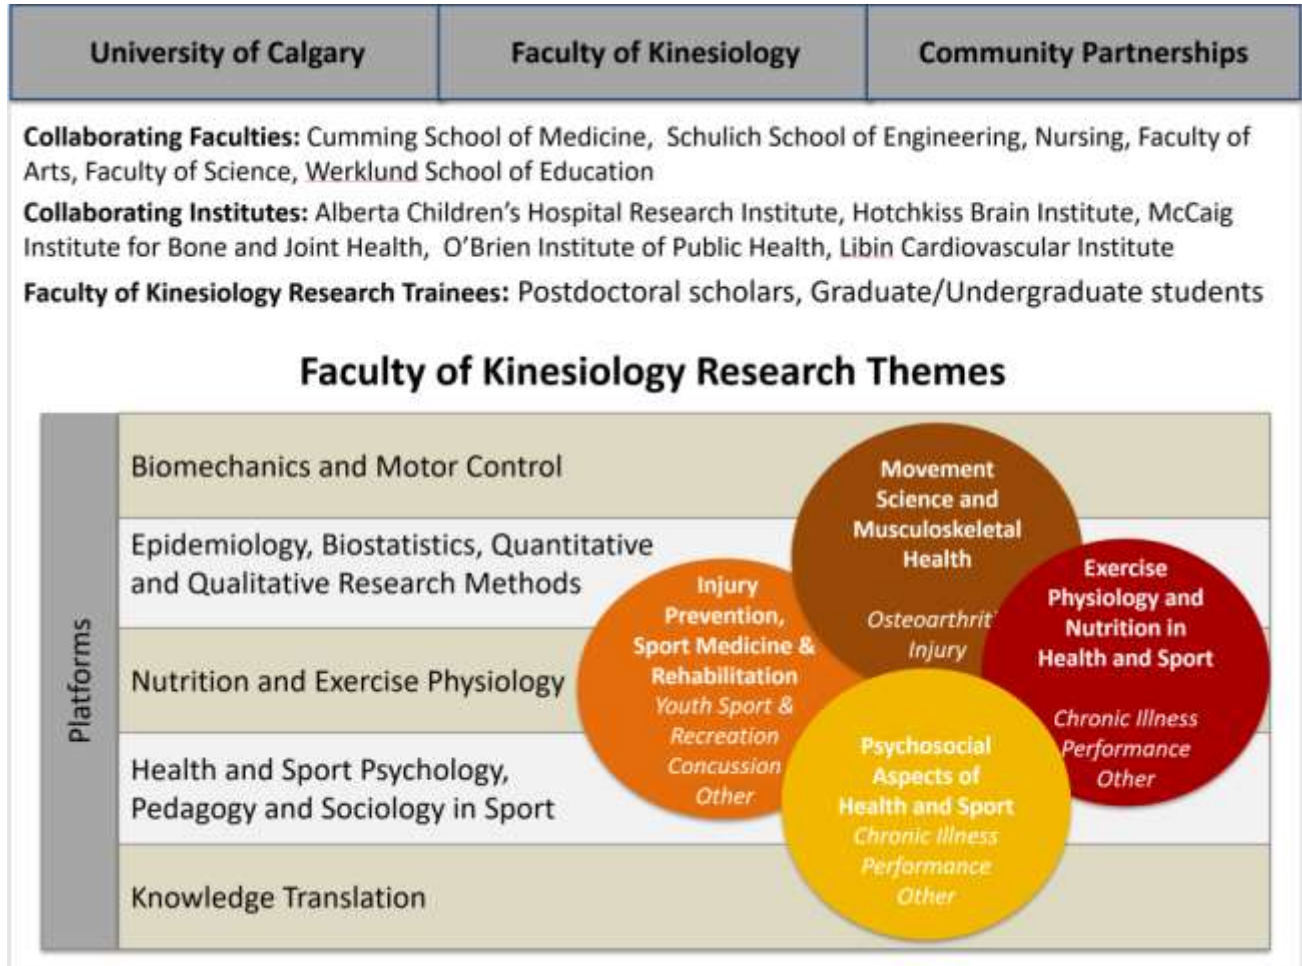 University of Calgary
Faculty of Kinesiology
Community Partnerships
Collaborating Faculties: Cumming School of Medicine, Schulich School of Engineering, Nursing, Faculty of
Arts, Faculty of Science, Werklund School of Education
Collaborating Institutes: Alberta Children’s Hospital Research Institute, Hotchkiss Brain Institute, McCaig
Institute for Bone and Joint Health, O’Brien Institute of Public Health, Libin Cardiovascular Institute
Faculty of Kinesiology Research Trainees: Postdoctoral scholars, Graduate/Undergraduate students
Faculty of Kinesiology Research Themes
Platforms
Biomechanics and Motor Control
Epidemiology, Biostatistics, Quantitative
and Qualitative Research Methods
Nutrition and Exercise Physiology
Health and Sport Psychology,
Pedagogy and Sociology in Sport
Knowledge Translation
Movement
Science and
Musculoskeletal
Health
Osteoarthriti
Injury
Injury
Prevention,
Sport Medicine &
Rehabilitation
Youth Sport &
Recreation
Concussion
Other
Exercise
Physiology and
Nutrition in
Health and Sport
Chronic Illness
Performance
Other
Psychosocial
Aspects of
Health and Sport
Chronic Illness
Performance
Other